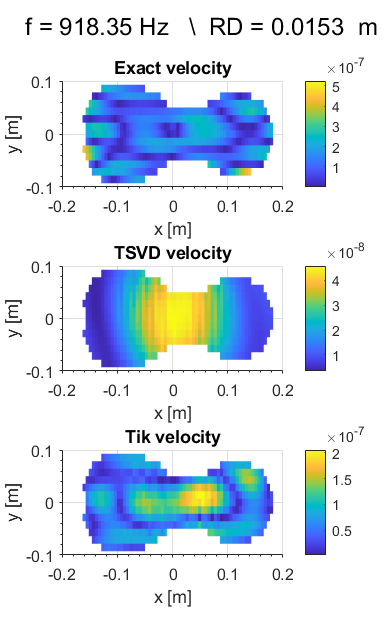 f = 918.35 Hz \ RD = 0.0153 m
Exact velocity
×10⁻⁷
0.1
0
-0.1
y [m]
-0.2 -0.1 0 0.1 0.2
x [m]
5
4
3
2
1
TSVD velocity
×10⁻⁸
0.1
0
-0.1
y [m]
-0.2 -0.1 0 0.1 0.2
x [m]
4
3
2
1
Tik velocity
×10⁻⁷
0.1
0
-0.1
y [m]
-0.2 -0.1 0 0.1 0.2
x [m]
2
1.5
1
0.5